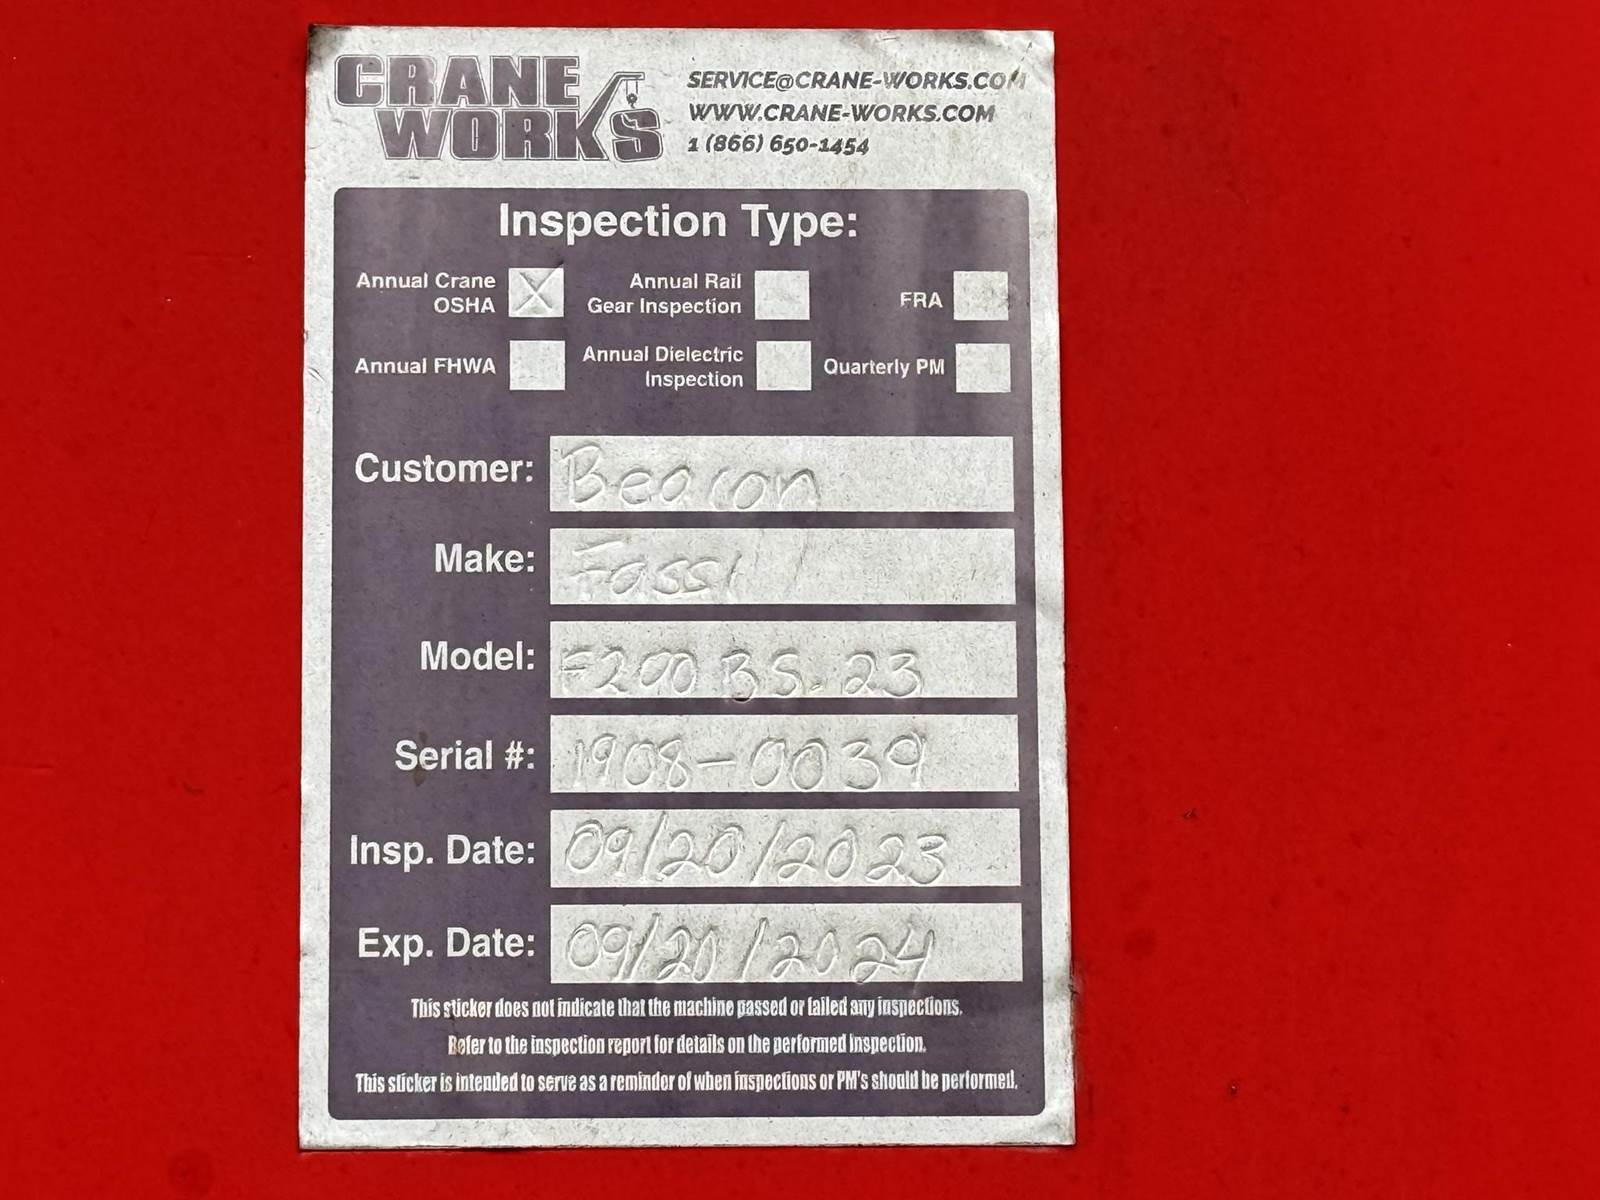 CRANE
WORKS
SERVICE@CRANE-WORKS.COM
WWW.CRANE-WORKS.COM
1 (866) 650-1454
Inspection Type:
Annual Crane
OSHA X
Annual Rail
Gear Inspection
FRA
Annual FHWA
Annual Dielectric
Inspection
Quarterly PM
Customer: Beacon
Make: Fassi
Model: F200 BS.23
Serial #: 1908-0039
Insp. Date: 09/20/2023
Exp. Date: 09/20/2024
This sticker does not indicate that the machine passed or failed any inspections.
Refer to the inspection report for details on the performed inspection.
This sticker is intended to serve as a reminder of when inspections or PM's should be performed.